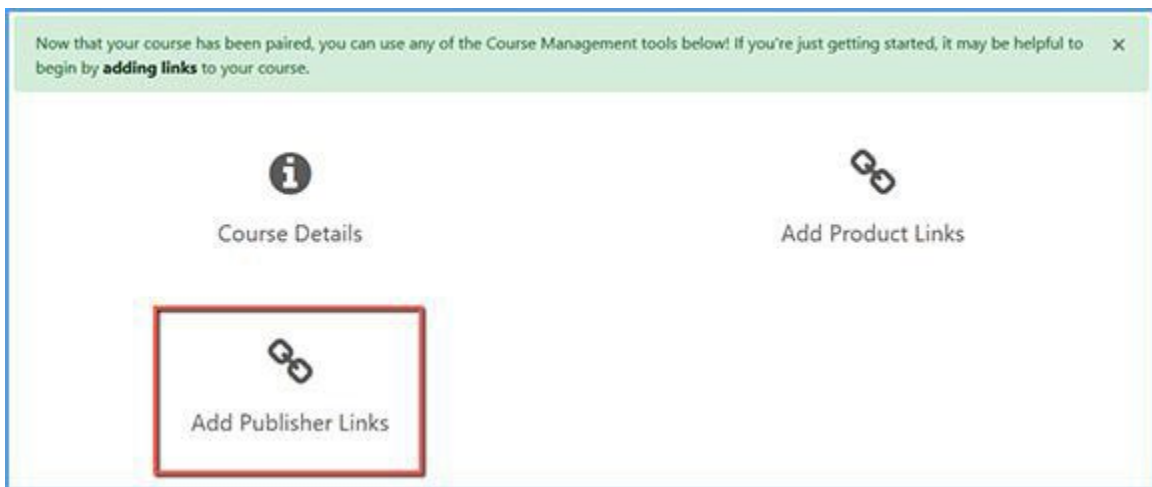 Now that your course has been paired, you can use any of the Course Management tools below! If you're just getting started, it may be helpful to
begin by adding links to your course.
Course Details
Add Product Links
Add Publisher Links